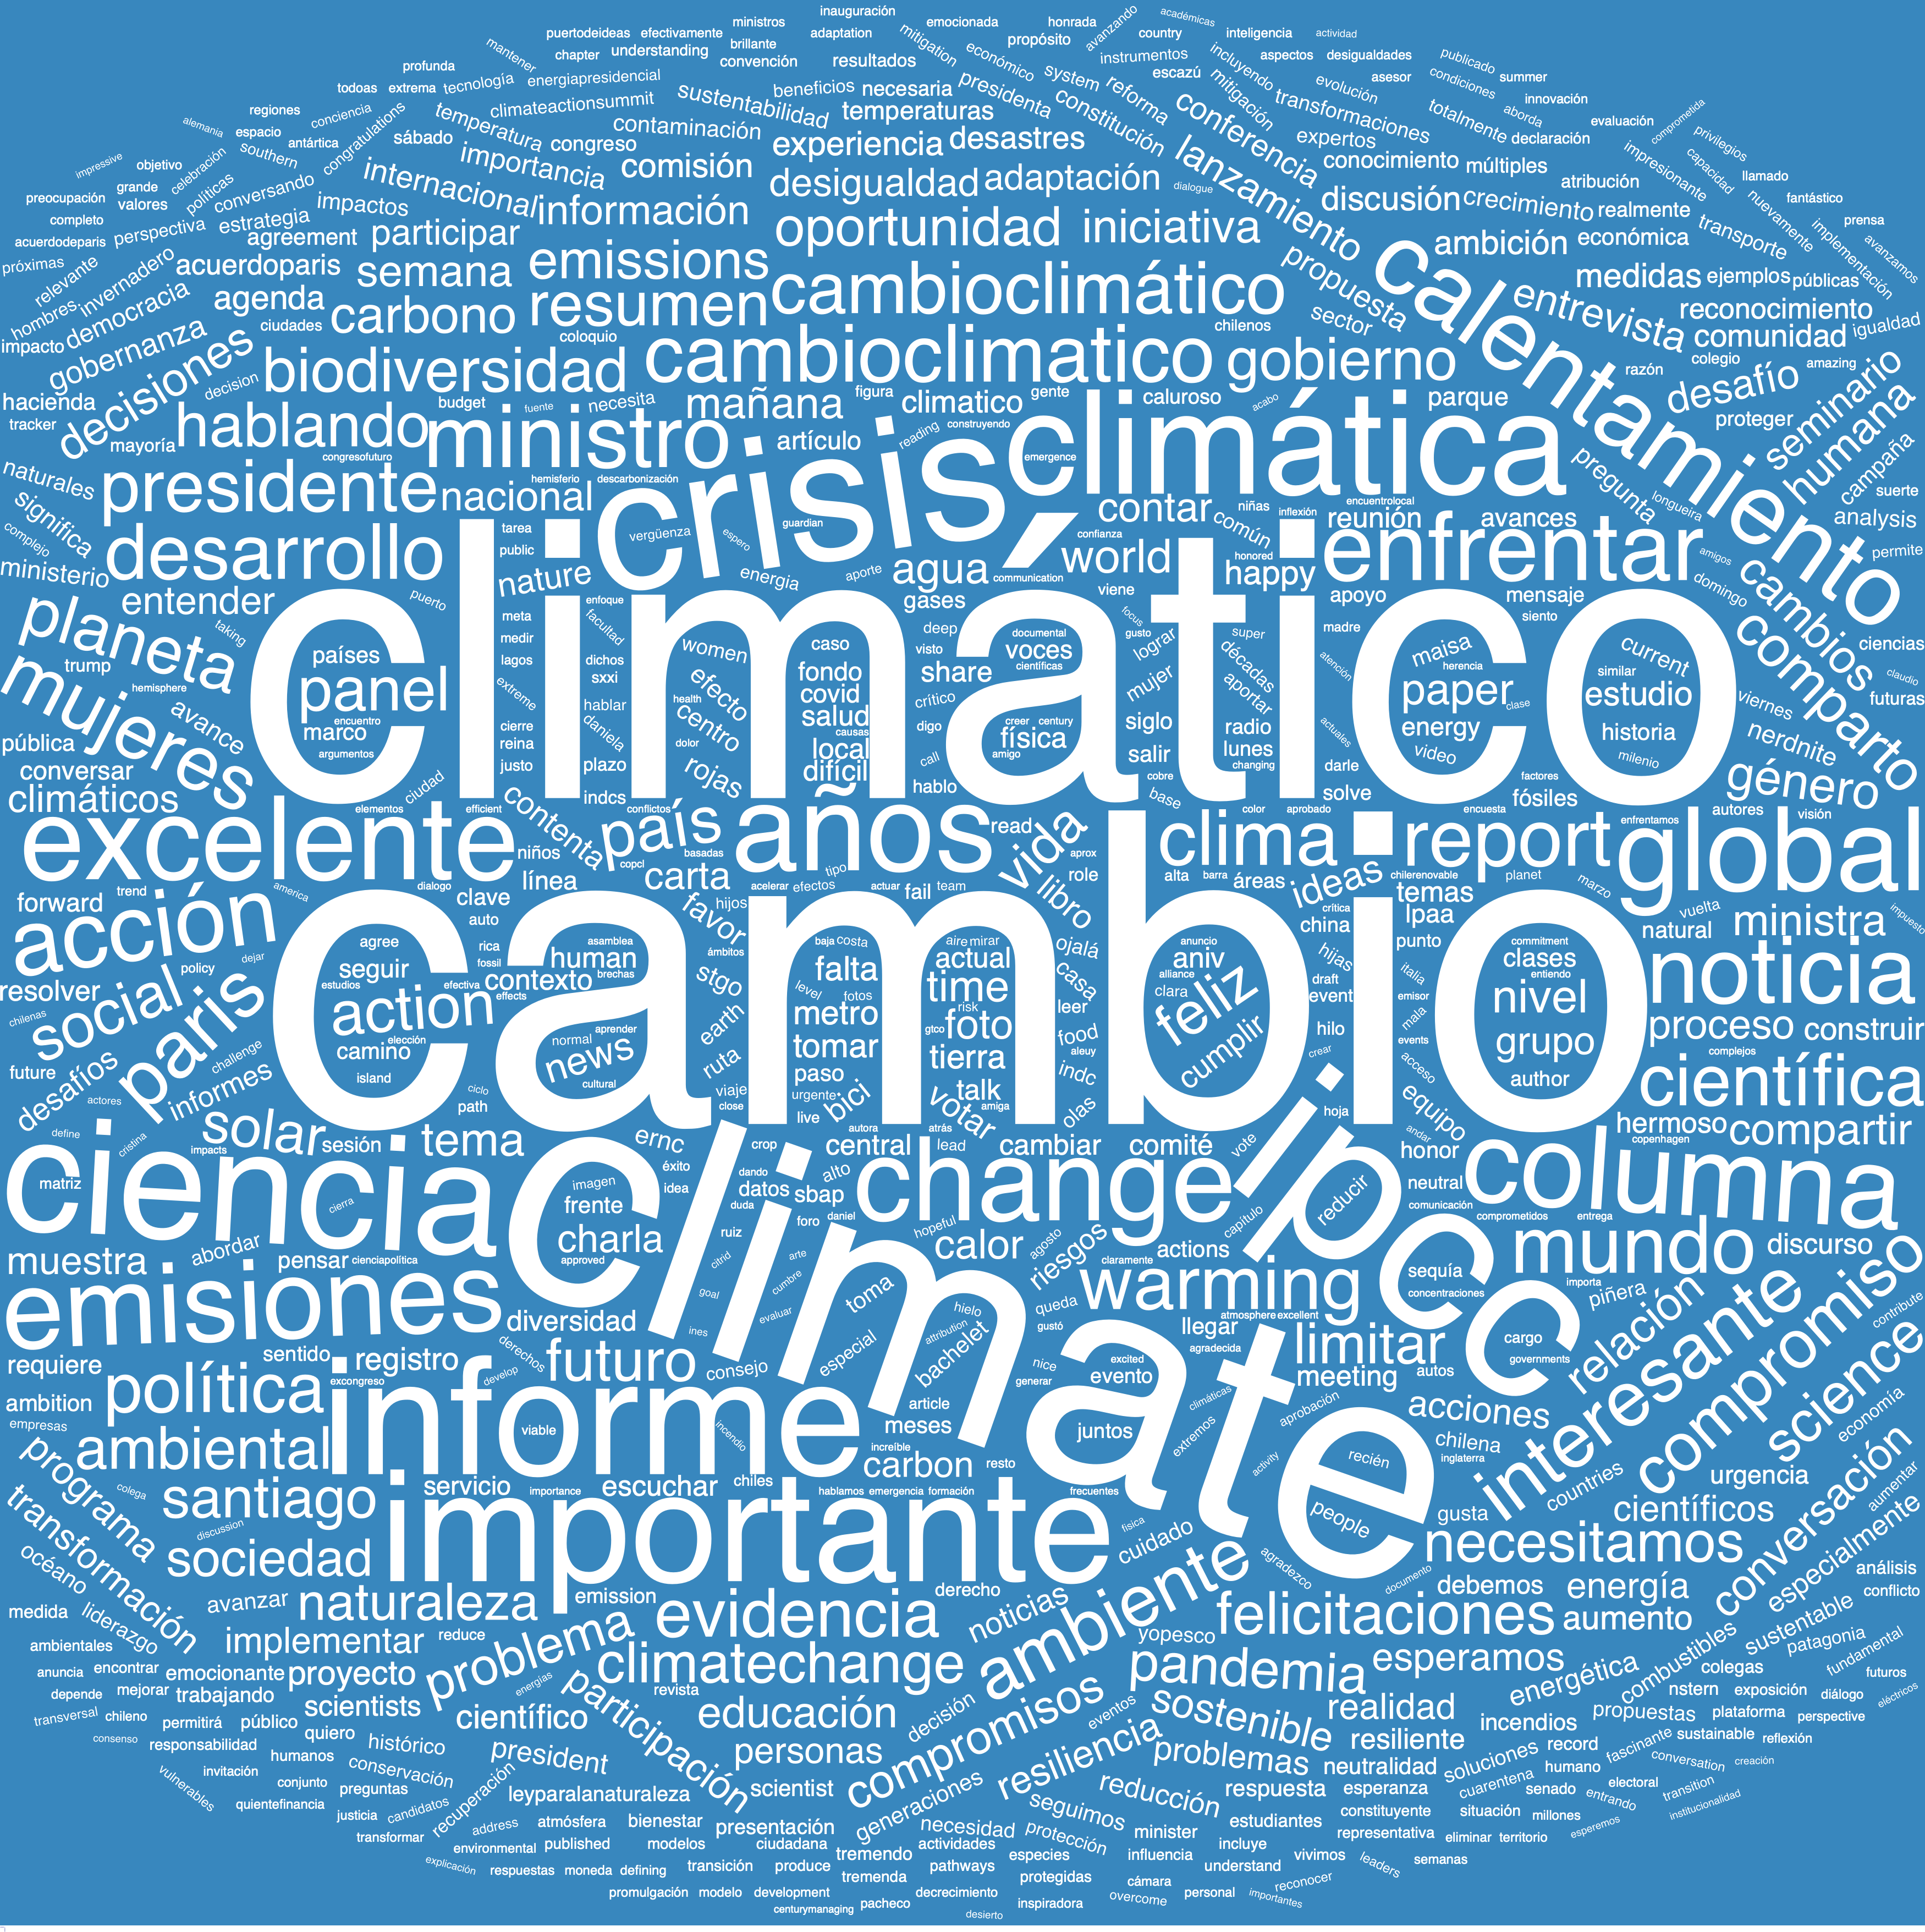 inauguración
ministros
emocionada
honrada
avanzando
académicas
puertodeideas
efectivamente
brillante
adaptation
mitigation
propósito
country
inteligencia
actividad
mantener
chapter
understanding
convención
resultados
económico
instrumentos
incluyendo
aspectos
desigualdades
publicado
profunda
tecnología
energiapresidencial
beneficios
necesaria
presidenta
system
escazú
mitigación
evolución
asesor
condiciones
summer
todoas
extrema
climateactionsummit
sustentabilidad
temperaturas
constitución
reforma
conferencia
transformaciones
totalmente
aborda
innovación
comprometida
regiones
conciencia
congratulations
temperatura
contaminación
experiencia
desastres
lanzamiento
expertos
declaración
evaluación
privilegios
alemania
espacio
antártica
sábado
congreso
comisión
conocimiento
múltiples
impresionante
capacidad
impressive
objetivo
southern
importancia
desigualdad
adaptación
dialogue
atribución
llamado
preocupación
grande
celebración
conversando
internacional
discusión
crecimiento
realmente
nuevamente
fantástico
valores
políticas
impactos
información
oportunidad
iniciativa
transporte
implementación
prensa
completo
perspectiva
estrategia
participar
ambición
económica
avanzamos
acuerdodeparis
agreement
calentamiento
próximas
relevante
invernadero
acuerdoparis
semana
emissions
cambioclimático
propuesta
medidas
ejemplos
públicas
hombres
democracia
agenda
carbono
resumen
entrevista
reconocimiento
impacto
gobernanza
ciudades
coloquio
chilenos
sector
comunidad
igualdad
decisiones
decision
biodiversidad
cambioclimatico
gobierno
colegio
razón
desafío
amazing
seminario
hacienda
tracker
mayoría
hablando
budget
fuente
necesita
mañana
figura
climatico
gente
caluroso
acabo
parque
proteger
humana
congresofuturo
ministro
artículo
reading
construyendo
climática
emergence
pregunta
campaña
naturales
presidente
nacional
hemisferio
descarbonización
crisis
encuentrolocal
longueira
suerte
significa
contar
niñas
inflexión
reunión
avances
analysis
complejo
desarrollo
tarea
public
vergüenza
guardian
espero
confianza
común
honored
enfrentar
amigos
permite
ministerio
entender
puerto
nature
energia
aporte
agua
communication
world
happy
domingo
cambios
planeta
taking
climático
meta
enfoque
gases
viene
apoyo
mensaje
siento
comparto
trump
hemisphere
países
panel
encuentro
marco
argumentos
medir
lagos
extreme
cierre
reina
justo
facultad
dichos
sxxi
hablar
daniela
plazo
women
efecto
health
centro
dolor
rojas
caso
fondo
covid
salud
causas
local
difícil
deep
visto
share
crítico
digo
call
hablo
documental
voces
científicas
creer
century
física
amigo
focus
gusto
lograr
mujer
siglo
salir
cobre
base
super
décadas
aportar
radio
lunes
changing
madre
atención
actuales
darle
solve
maisa
herencia
paper
clase
energy
video
similar
current
estudio
historia
milenio
factores
fósiles
ciencias
claudio
futuras
viernes
nerdnite
género
mujeres
avance
pública
conversar
climáticos
ciudad
elementos
efficient
contenta
indcs
conflictos
país
años
read
vida
color
aprobado
encuesta
enfrentamos
autores
visión
excelente
niños
línea
copcl
basadas
carta
acelerar
efectos
tipo
actuar
fail
team
libro
aprox
role
clima
alta
barra
áreas
ideas
chilerenovable
report
temas
planet
marzo
global
forward
trend
america
dialogo
clave
auto
hijos
favor
crítica
china
lpaa
punto
natural
vuelta
ministra
impuesto
acción
cambio
agree
seguir
estudios
action
camino
elección
island
rica
fossil
efectiva
contexto
effects
asamblea
human
brechas
aprender
normal
news
cultural
ámbitos
stgo
earth
ruta
viaje
close
baja
costa
falta
level
fotos
metro
tomar
paso
urgente
live
bici
aire
mirar
actual
time
risk
gtco
foto
tierra
talk
votar
amiga
ojalá
casa
leer
food
aleuy
indc
olas
anuncio
aniv
alliance
clara
feliz
cumplir
hijas
draft
event
hilo
crear
hoja
italia
emisor
mala
events
acceso
equipo
commitment
clases
entiendo
nivel
grupo
author
noticia
proceso
construir
complejos
científica
policy
dejar
resolver
social
paris
chilenas
future
desafíos
challenge
informes
actores
ciclo
path
define
cristina
impacts
solar
sesión
tema
ernc
éxito
idea
crop
autora
atrás
central
lead
cambiar
comité
vote
andar
honor
hermoso
copenhagen
compartir
ciencia
matriz
cierra
climate
imagen
frente
charla
approved
dando
datos
duda
sbap
alto
ruiz
foro
daniel
change
ipcc
reducir
neutral
comunicación
comprometidos
entrega
columna
muestra
abordar
pensar
cienciapolítica
citrid
arte
goal
cumbre
evaluar
ines
hopeful
calor
agosto
riesgos
actions
capítulo
claramente
sequía
concentraciones
mundo
discurso
importa
piñera
emisiones
diversidad
toma
hielo
attribution
queda
gustó
warming
atmosphere
excellent
llegar
agradecida
limitar
cargo
governments
relación
contribute
requiere
sentido
registro
derechos
develop
futuro
consejo
especial
bachelet
nice
excited
generar
evento
meeting
autos
interesante
compromiso
science
ambition
política
excongreso
informe
viable
incendio
article
meses
juntos
climáticas
extremos
aprobación
acciones
economía
empresas
ambiental
increíble
carbon
resto
activity
recién
inglaterra
chilena
countries
urgencia
programa
colega
santiago
servicio
importance
escuchar
chiles
hablamos
emergencia
formación
frecuentes
people
gusta
científicos
conversación
aumentar
transformación
discussion
importante
fisica
cuidado
agradezco
necesitamos
especialmente
océano
sociedad
documento
análisis
medida
liderazgo
avanzar
naturaleza
emission
derecho
debemos
energía
conflicto
ambientales
implementar
reduce
problema
evidencia
noticias
ambiente
yopesco
felicitaciones
aumento
sustentable
patagonia
fundamental
anuncia
encontrar
emocionante
proyecto
energías
climatechange
pandemia
esperamos
energética
combustibles
colegas
futuros
depende
mejorar
trabajando
scientists
participación
revista
decisión
compromisos
eventos
sostenible
realidad
propuestas
nstern
exposición
diálogo
eléctricos
transversal
chileno
permitirá
público
quiero
científico
educación
resiliencia
resiliente
incendios
plataforma
perspective
consenso
responsabilidad
histórico
president
personas
problemas
neutralidad
soluciones
record
fascinante
sustainable
reflexión
vulnerables
invitación
humanos
conservación
recuperación
scientist
generaciones
reducción
respuesta
esperanza
cuarentena
humano
conversation
creación
conjunto
preguntas
leyparalanaturaleza
seguimos
senado
electoral
entrando
transition
quientefinancia
justicia
candidatos
address
atmósfera
bienestar
presentación
necesidad
protección
minister
estudiantes
constituyente
situación
millones
institucionalidad
transformar
environmental
published
modelos
ciudadana
tremendo
actividades
especies
influencia
incluye
representativa
eliminar
territorio
esperemos
explicación
respuestas
moneda
defining
transición
produce
tremenda
pathways
protegidas
understand
vivimos
leaders
semanas
promulgación
modelo
development
centurymanaging
pacheco
decrecimiento
inspiradora
desierto
overcome
cámara
personal
importantes
reconocer